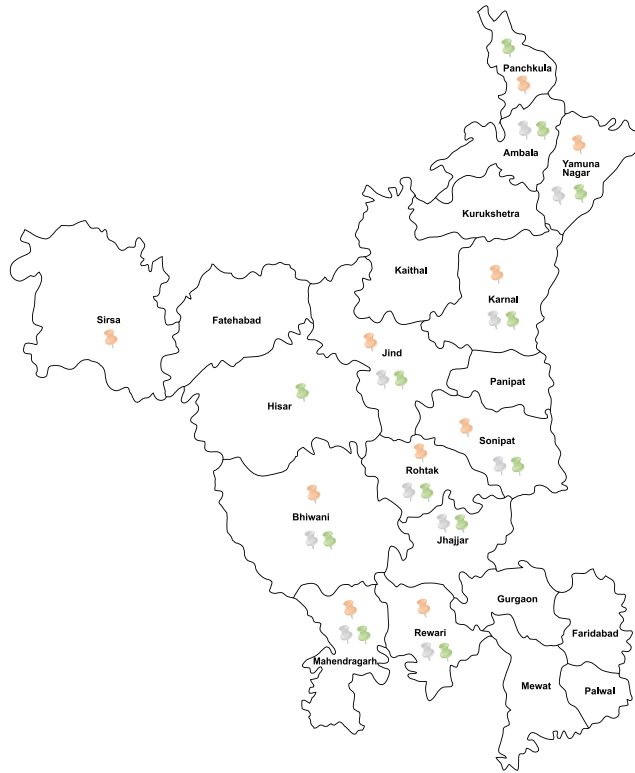 Panchkula
Ambala
Yamuna
Nagar
Kurukshetra
Kaithal
Karnal
Sirsa
Fatehabad
Jind
Panipat
Hisar
Sonipat
Rohtak
Bhiwani
Jhajjar
Gurgaon
Rewari
Faridabad
Mahendragarh
Mewat
Palwal